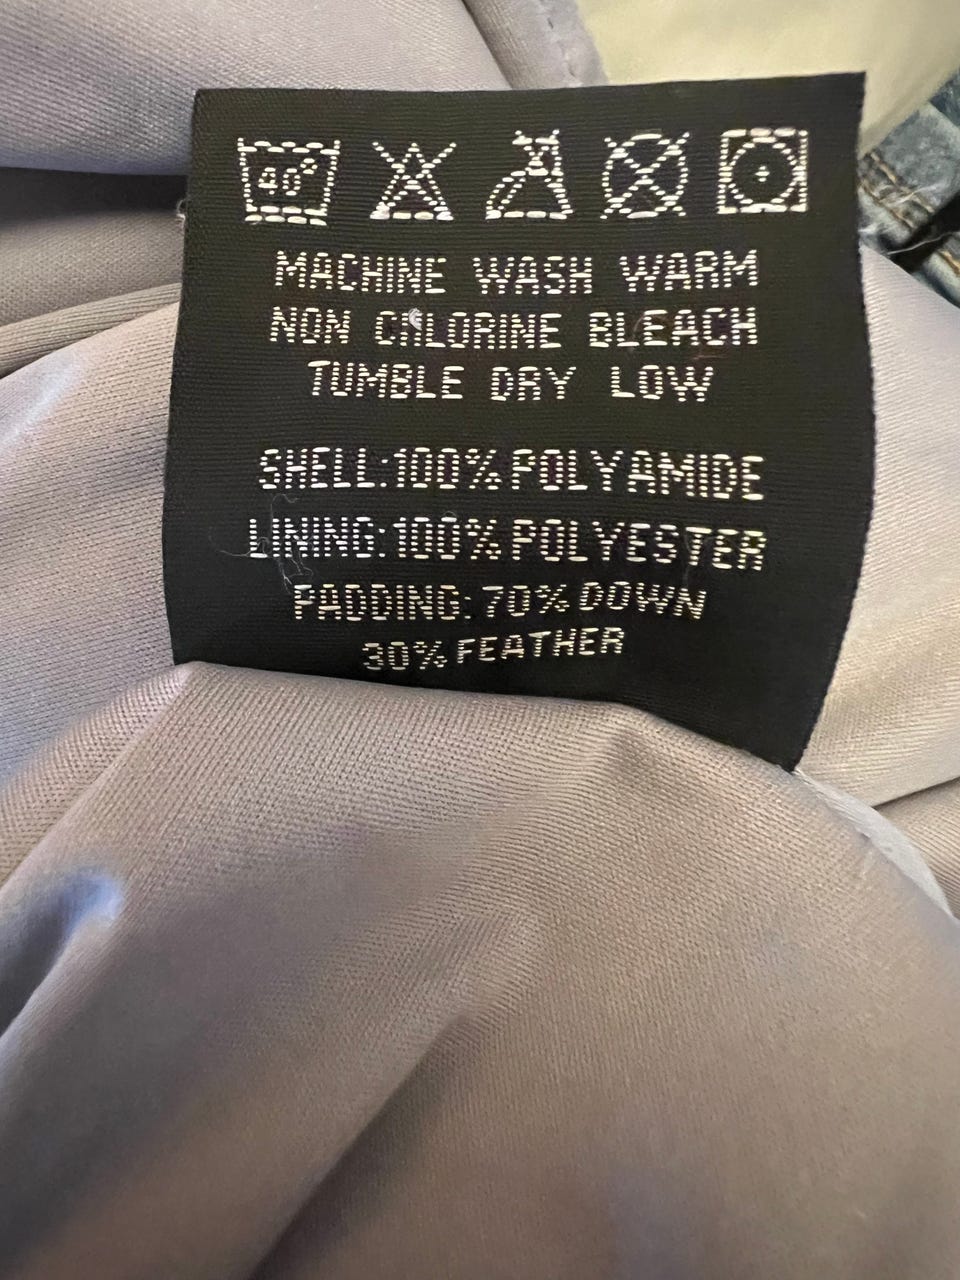 40°
MACHINE WASH WARM
NON CHLORINE BLEACH
TUMBLE DRY LOW
SHELL:100% POLYAMIDE
LINING:100% POLYESTER
PADDING: 70% DOWN
30% FEATHER